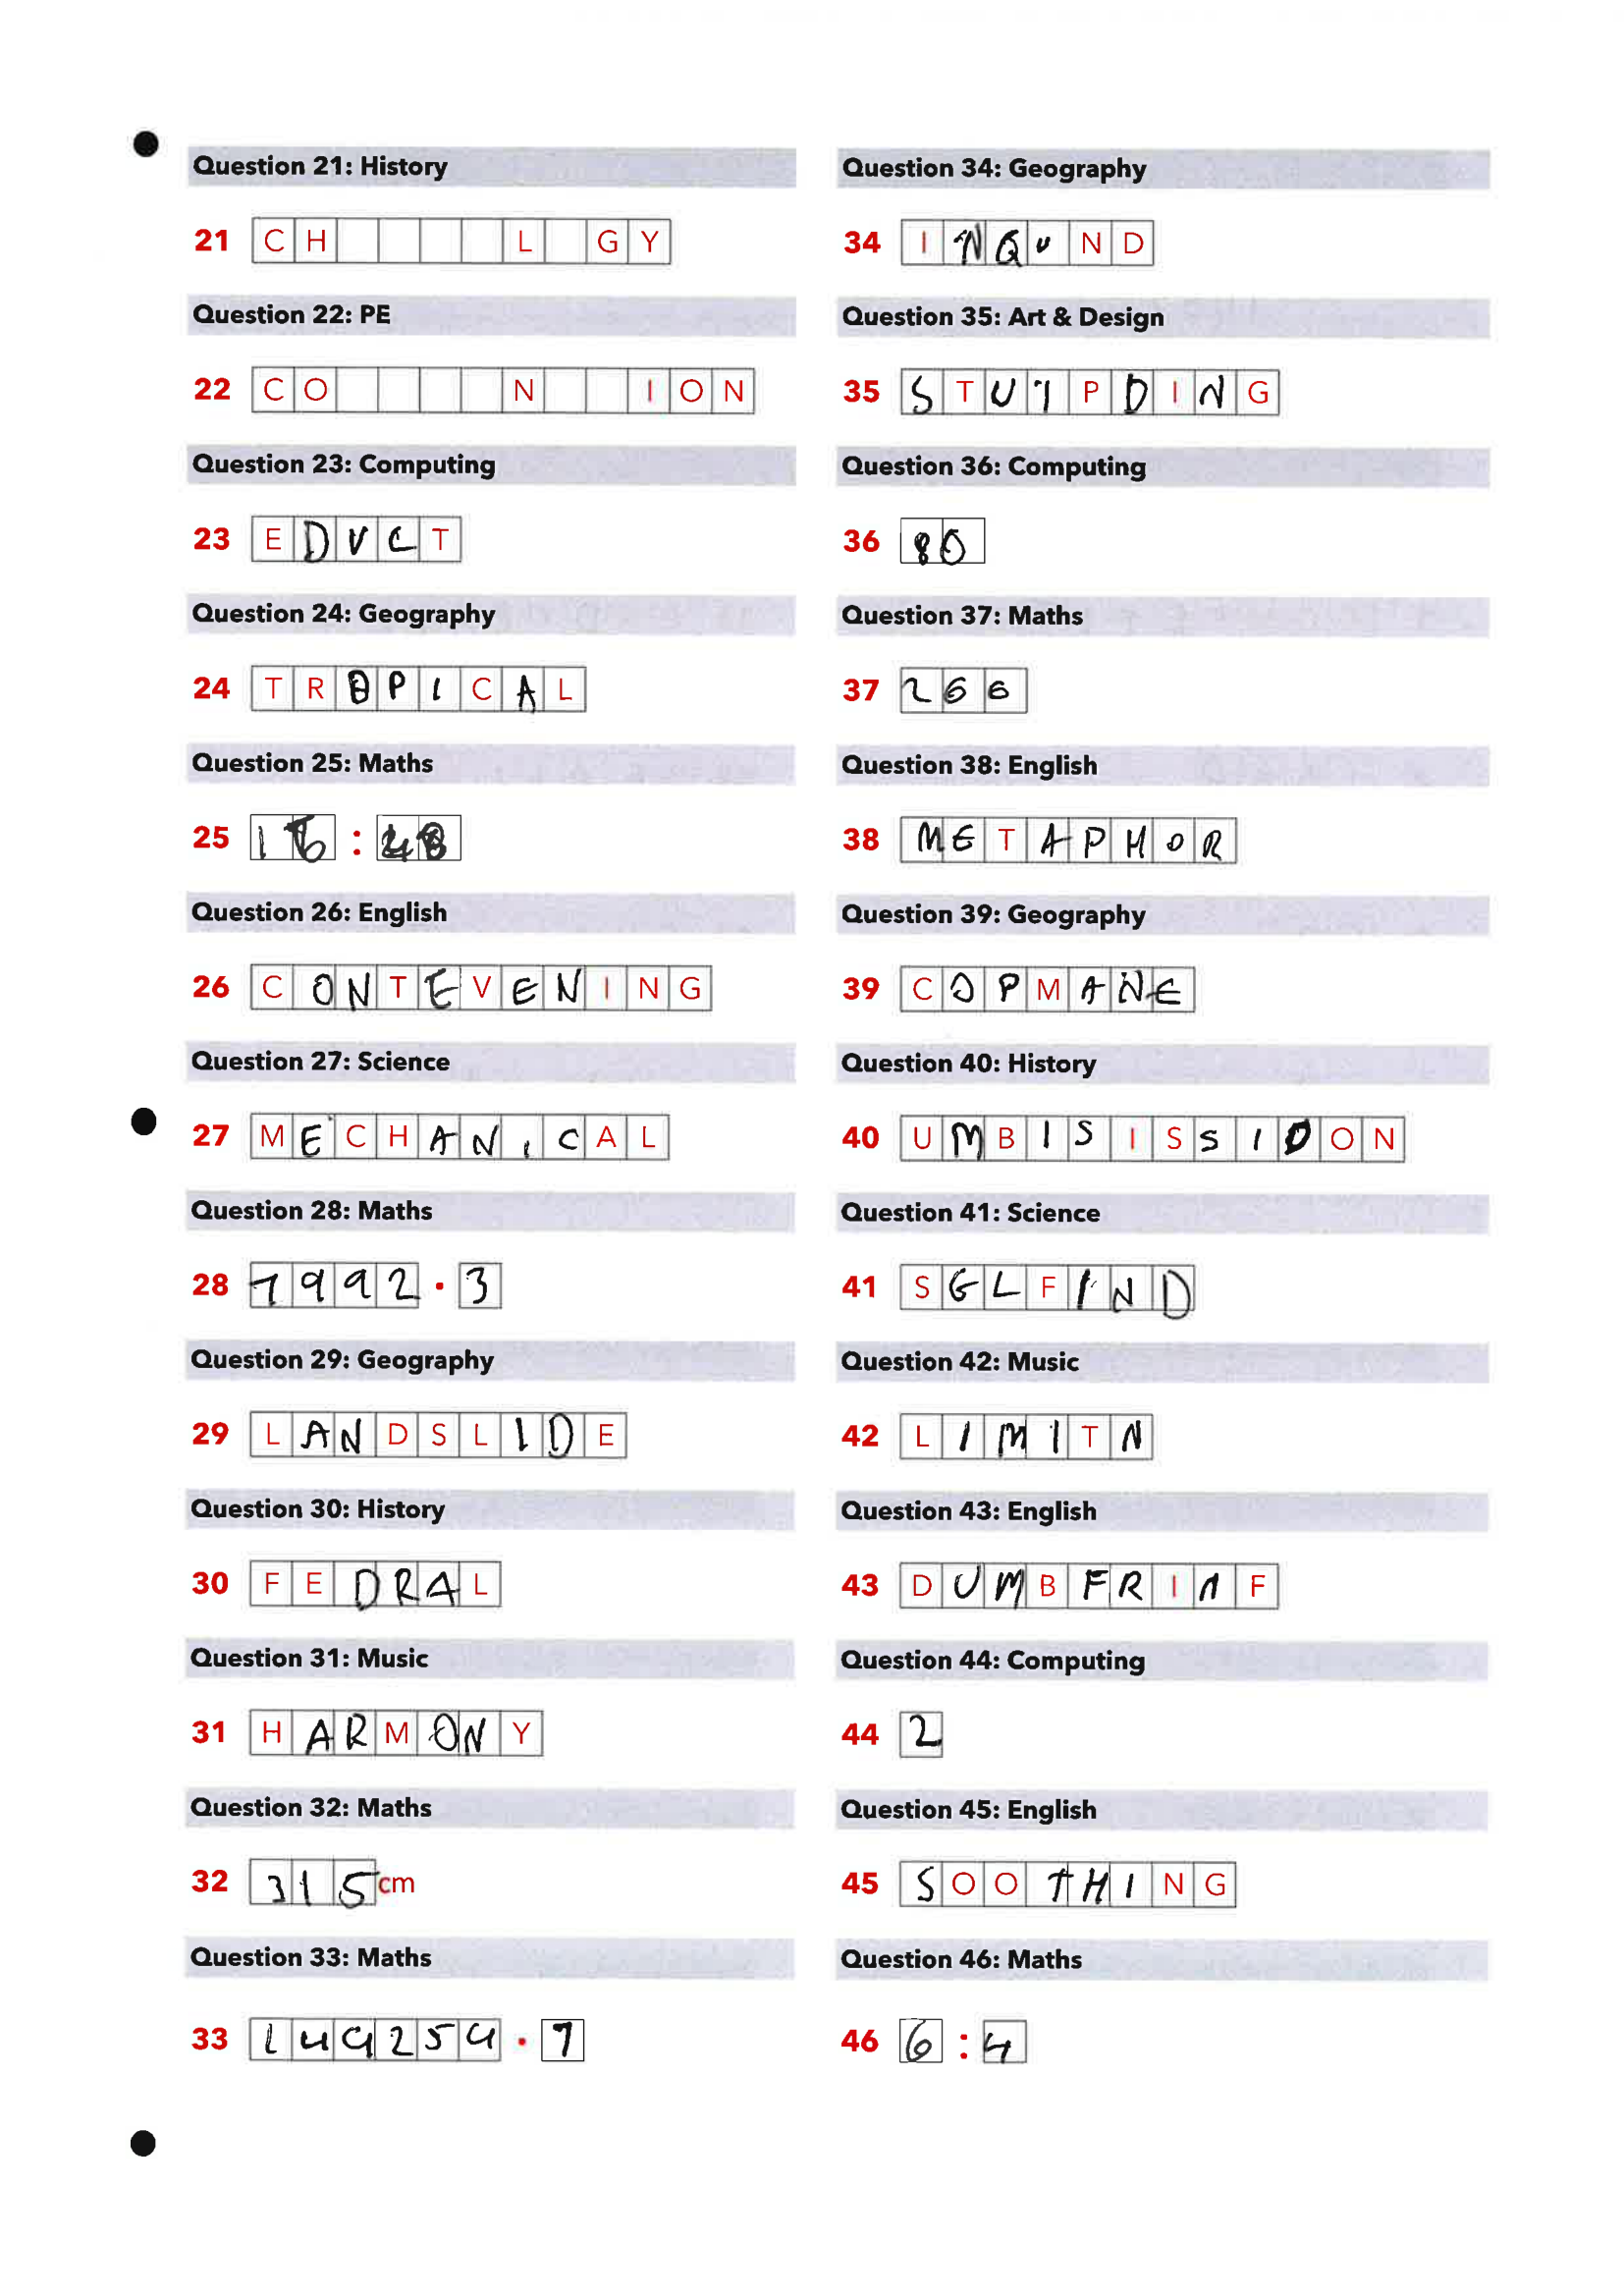 Question 21: History
21 C H L G Y
Question 22: PE
22 C O N I O N
Question 23: Computing
23 E D V C T
Question 24: Geography
24 T R O P I C A L
Question 25: Maths
25 1 6 :
Question 26: English
26 C O N T E V E N I N G
Question 27: Science
27 M E C H A N I C A L
Question 28: Maths
28 7 9 9 2 . 3
Question 29: Geography
29 L A N D S L I D E
Question 30: History
30 F E D R A L
Question 31: Music
31 H A R M O N Y
Question 32: Maths
32 3 1 5 cm
Question 33: Maths
33 1 4 9 2 5 4 . 7
Question 34: Geography
34 I N Q U N D
Question 35: Art & Design
35 S T U T P D I N G
Question 36: Computing
36 8 0
Question 37: Maths
37 2 6 6
Question 38: English
38 M E T A P H O R
Question 39: Geography
39 C O P M A N E
Question 40: History
40 U M B I S I S S I O O N
Question 41: Science
41 S E L F I N D
Question 42: Music
42 L I M I T N
Question 43: English
43 D U M B F R I N F
Question 44: Computing
44 2
Question 45: English
45 S O O T H I N G
Question 46: Maths
46 6 : 4